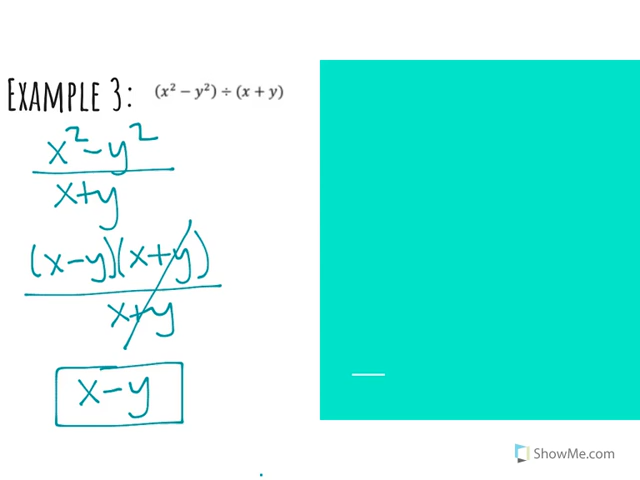 EXAMPLE 3: (x² − y²) ÷ (x + y)
x² − y²
x+y
(x−y)(x+y)
x+y
x−y
ShowMe.com